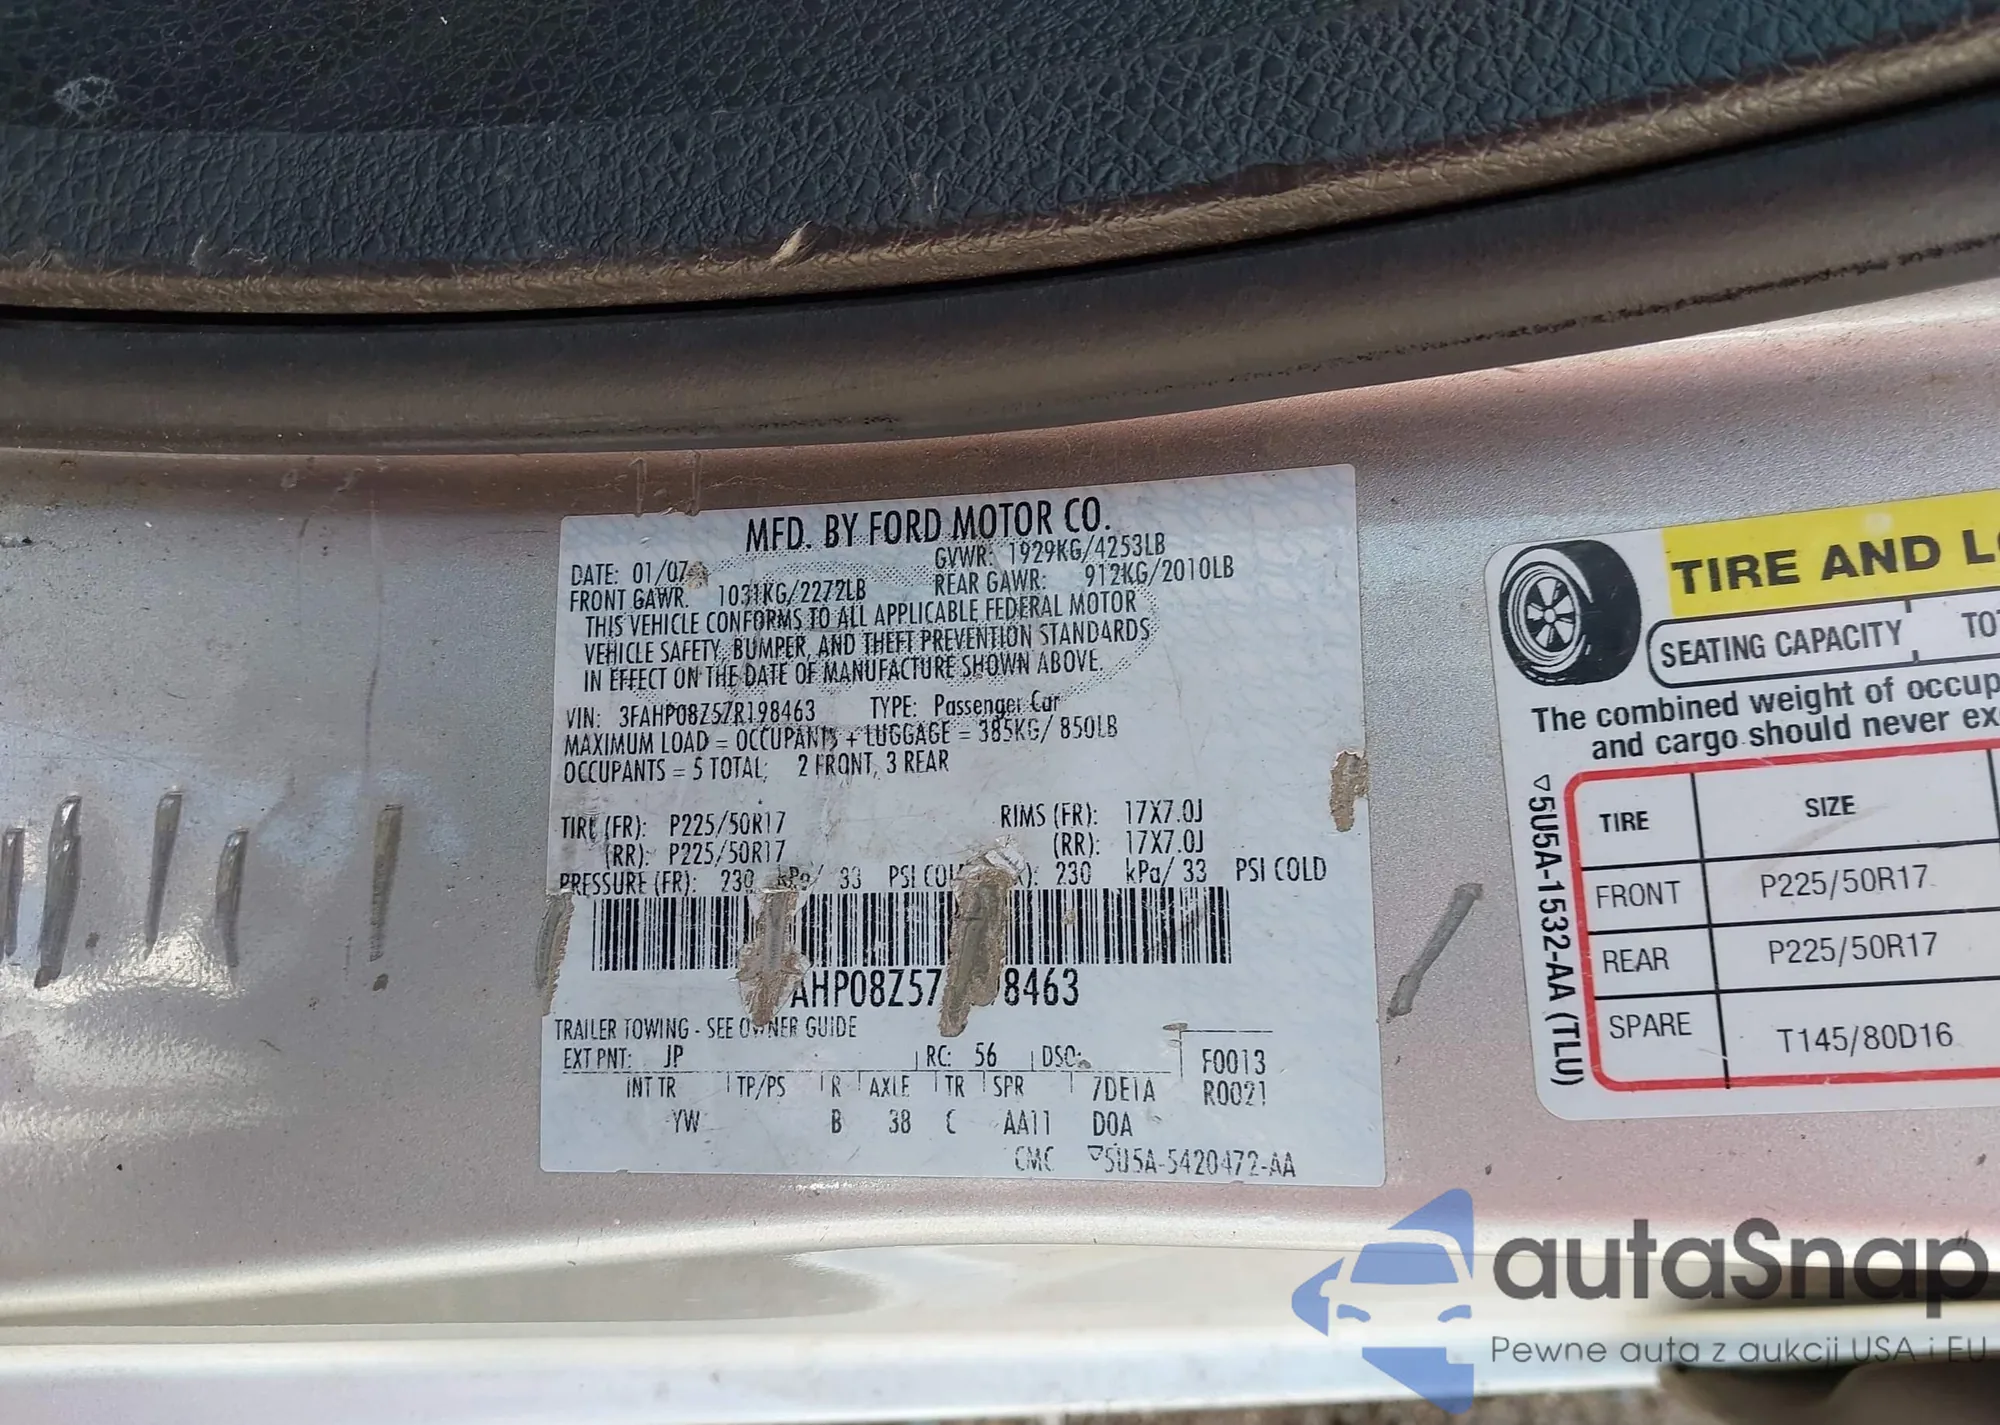 MFD. BY FORD MOTOR CO.
DATE: 01/07 GVWR: 1929KG/4253LB
FRONT GAWR: 1031KG/2272LB REAR GAWR: 912KG/2010LB
THIS VEHICLE CONFORMS TO ALL APPLICABLE FEDERAL MOTOR
VEHICLE SAFETY, BUMPER, AND THEFT PREVENTION STANDARDS
IN EFFECT ON THE DATE OF MANUFACTURE SHOWN ABOVE.
VIN: 3FAHP08Z57R198463 TYPE: Passenger Car
MAXIMUM LOAD = OCCUPANTS + LUGGAGE = 385KG/ 850LB
OCCUPANTS = 5 TOTAL; 2 FRONT, 3 REAR
TIRE (FR): P225/50R17 RIMS (FR): 17X7.0J
(RR): P225/50R17 (RR): 17X7.0J
PRESSURE (FR): 230 kPa/ 33 PSI 230 kPa/ 33 PSI COLD
AHP08Z57 8463
TRAILER TOWING - SEE OWNER GUIDE
EXT PNT: JP RC: 56 DSO: F0013
INT TR TP/PS R AXLE TR SPR 7DE1A R0021
YW B 38 C AA11 D0A
CMC ▽5U5A-5420472-AA
TIRE AND
SEATING CAPACITY
The combined weight of
and cargo should never
TIRE SIZE
FRONT P225/50R17
REAR P225/50R17
SPARE T145/80D16
▽5U5A-1532-AA (TLU)
autaSnap
Pewne auta z aukcji USA i EU